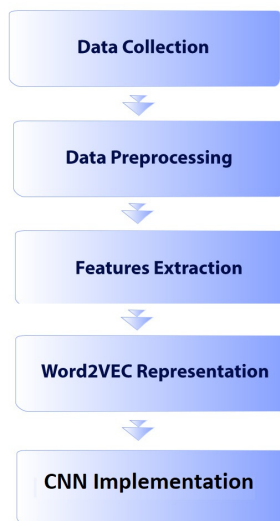 Data Collection
Data Preprocessing
Features Extraction
Word2VEC Representation
CNN Implementation